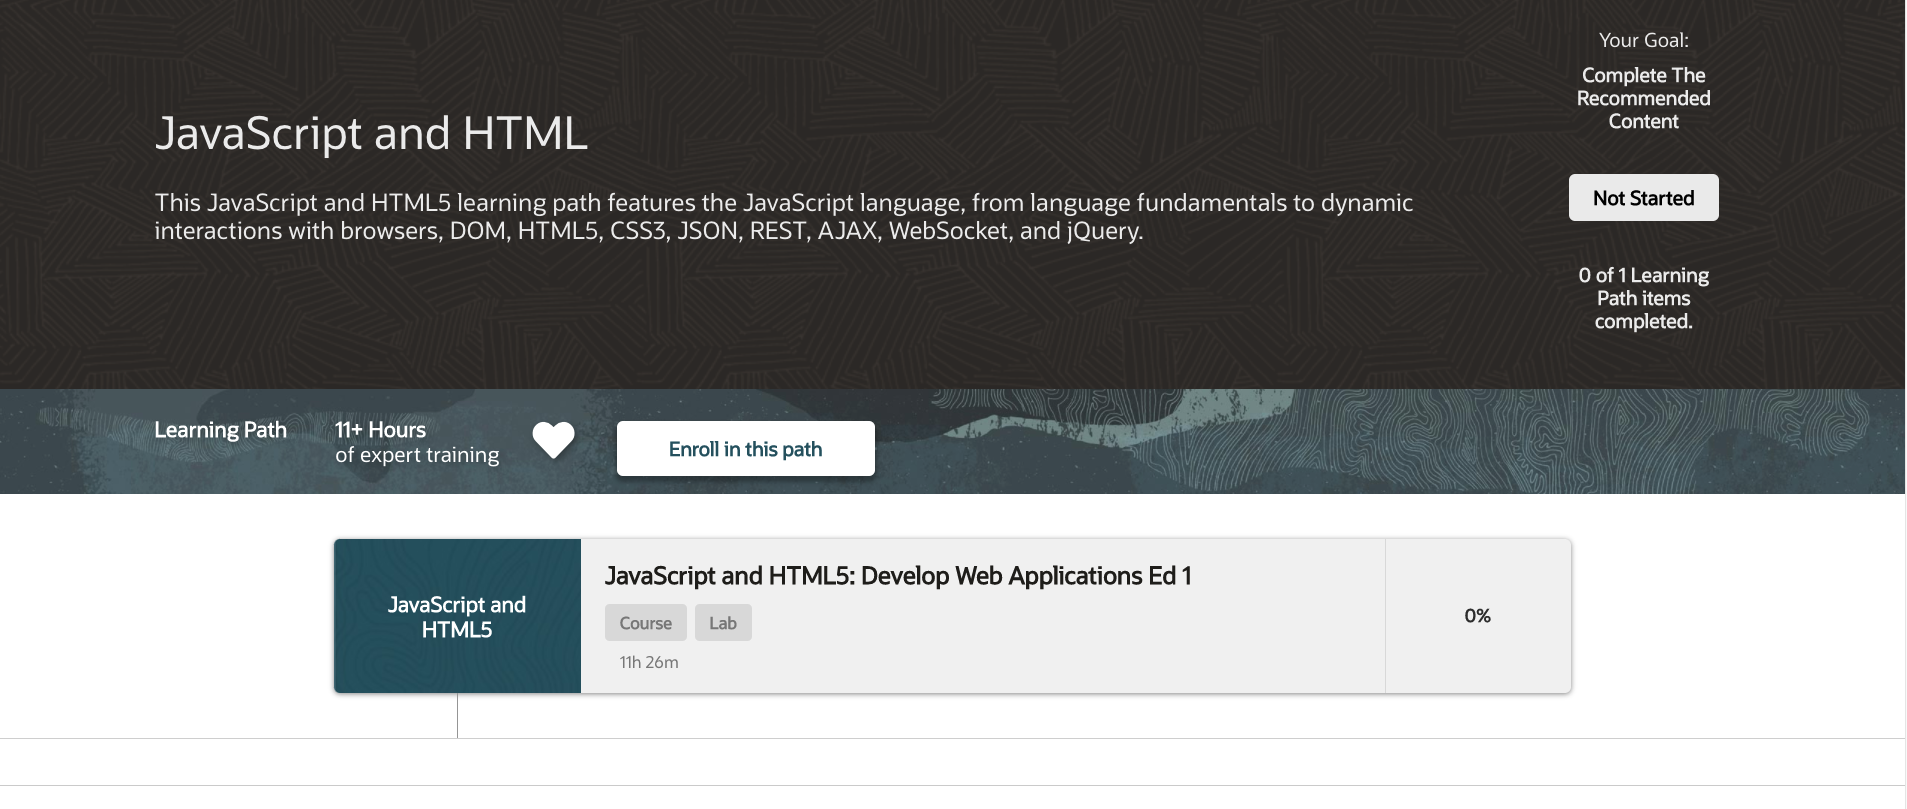 JavaScript and HTML
This JavaScript and HTML5 learning path features the JavaScript language, from language fundamentals to dynamic
interactions with browsers, DOM, HTML5, CSS3, JSON, REST, AJAX, WebSocket, and jQuery.
Your Goal:
Complete The
Recommended
Content
Not Started
0 of 1 Learning
Path items
completed.
Learning Path
11+ Hours
of expert training
Enroll in this path
JavaScript and
HTML5
JavaScript and HTML5: Develop Web Applications Ed 1
Course
Lab
11h 26m
0%